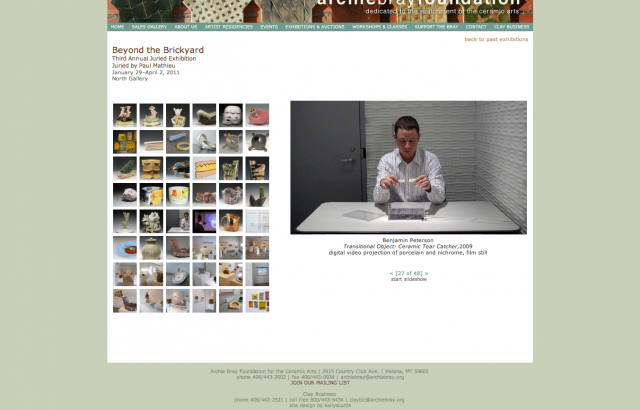 archiebrayfoundation
dedicated to the enrichment of the ceramic arts
HOME SALES GALLERY ABOUT US ARTIST RESIDENCIES EVENTS EXHIBITIONS & AUCTIONS WORKSHOPS & CLASSES SUPPORT THE BRAY CONTACT CLAY BUSINESS
back to past exhibitions
Beyond the Brickyard
Third Annual Juried Exhibition
Juried by Paul Mathieu
January 29–April 2, 2011
North Gallery
Benjamin Peterson
Transitional Object: Ceramic Tear Catcher,2009
digital video projection of porcelain and nichrome, film still
< [27 of 48] >
start slideshow
Archie Bray Foundation for the Ceramic Arts | 2915 Country Club Ave. | Helena, MT 59602
phone 406/443-3502 | fax 406/443-0934 | archiebray@archiebray.org
JOIN OUR MAILING LIST
Clay Business
phone 406/442-2521 | toll free 800/443-6434 | claybiz@archiebray.org
site design by kellykuntz